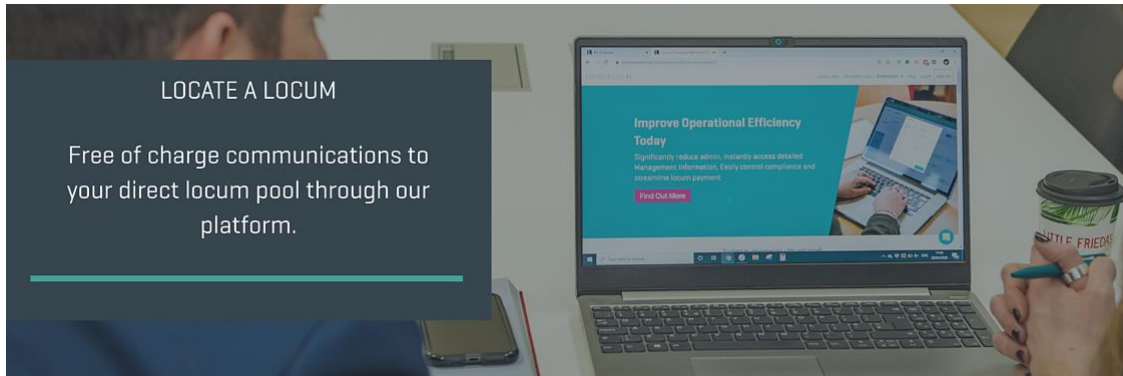 LOCATE A LOCUM
Free of charge communications to
your direct locum pool through our
platform.
Improve Operational Efficiency
Today
Significantly reduce admin, instantly access detailed
Management Information, Easily control compliance and
streamline locum payment
Find Out More
LITTLE FRIEDAS